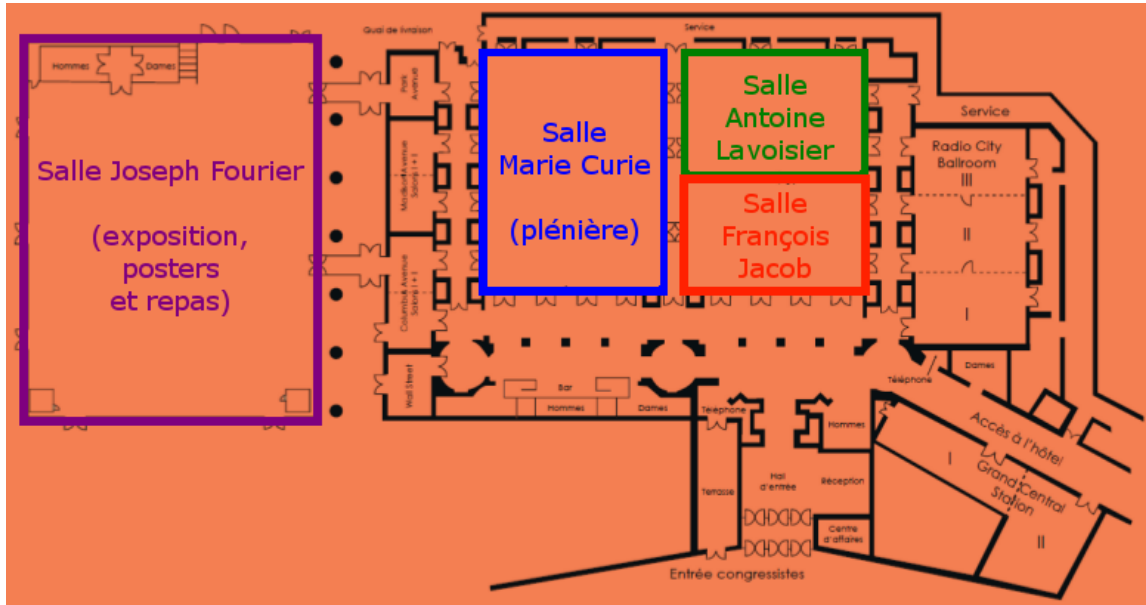 Quai de livraison
Service
Hommes
Dames
Park
Avenue
Salle
Antoine
Lavoisier
Salle
Marie Curie
(plénière)
Service
Radio City
Ballroom
III
II
I
Salle Joseph Fourier
(exposition,
posters
et repas)
Madison Avenue
Salons I + II
Salle
François
Jacob
Columbus Avenue
Salons I + II
Wall Street
Bar
Hommes
Dames
Téléphone
Hommes
Téléphone
Dames
Accès à l'hôtel
I
Grand Central
Station
II
Terrasse
Hall
d'entrée
Réception
Centre
d'affaires
Entrée congressistes